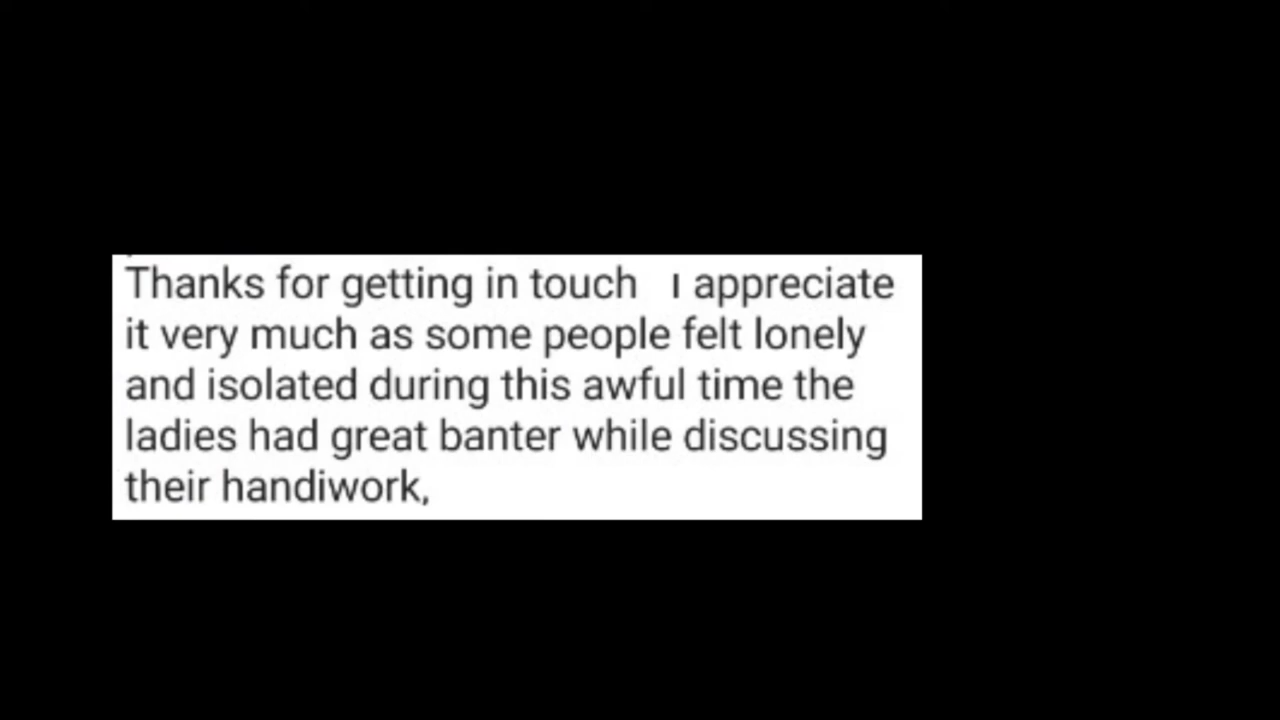 Thanks for getting in touch I appreciate
it very much as some people felt lonely
and isolated during this awful time the
ladies had great banter while discussing
their handiwork,